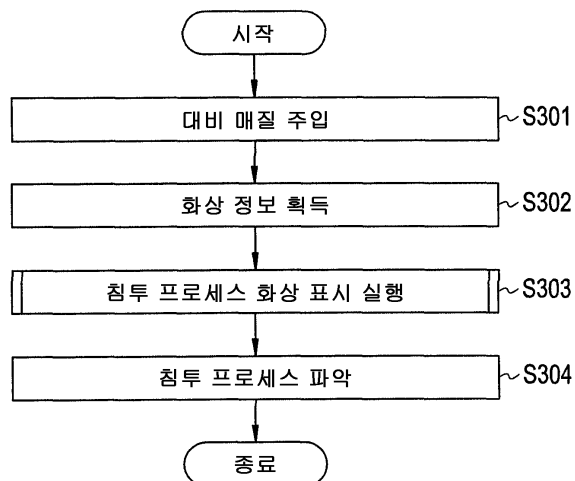 시작
대비 매질 주입
S301
화상 정보 획득
S302
침투 프로세스 화상 표시 실행
S303
침투 프로세스 파악
S304
종료